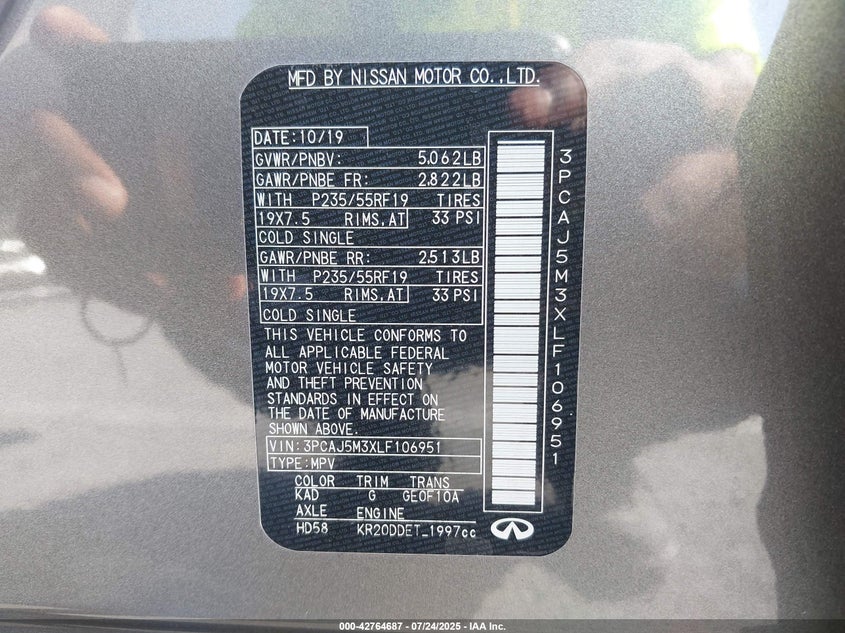 MFD BY NISSAN MOTOR CO.,LTD.
DATE:10/19
GVWR/PNBV: 5,062LB
GAWR/PNBE FR: 2,822LB
WITH P235/55RF19 TIRES
19X7.5 RIMS,AT 33 PSI
COLD SINGLE
GAWR/PNBE RR: 2,513LB
WITH P235/55RF19 TIRES
19X7.5 RIMS,AT 33 PSI
COLD SINGLE
THIS VEHICLE CONFORMS TO
ALL APPLICABLE FEDERAL
MOTOR VEHICLE SAFETY
AND THEFT PREVENTION
STANDARDS IN EFFECT ON
THE DATE OF MANUFACTURE
SHOWN ABOVE.
VIN:3PCAJ5M3XLF106951
TYPE:MPV
COLOR TRIM TRANS
KAD G GE0F10A
AXLE ENGINE
HD58 KR20DDET_1997cc
3PCAJ5M3XLF106951
000-42764687 - 07/24/2025 - IAA Inc.